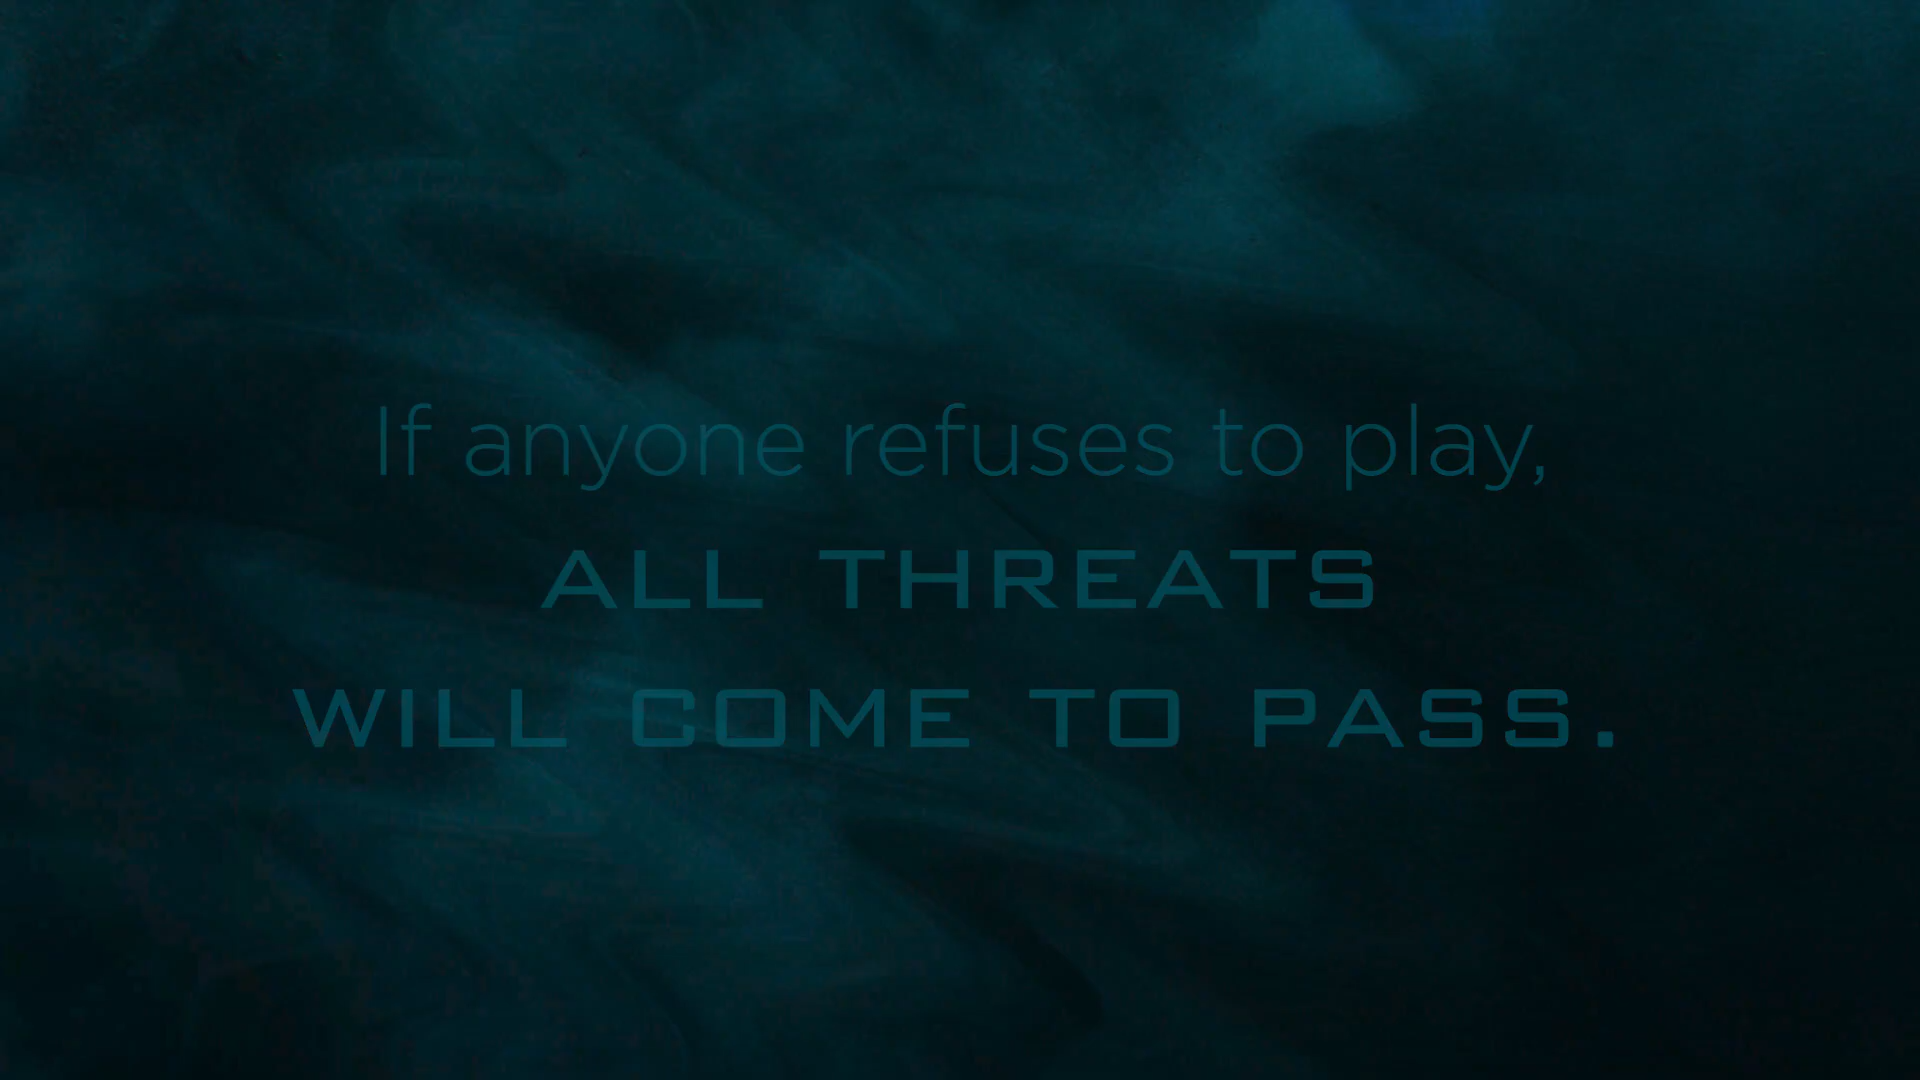 If anyone refuses to play,
ALL THREATS
WILL COME TO PASS.